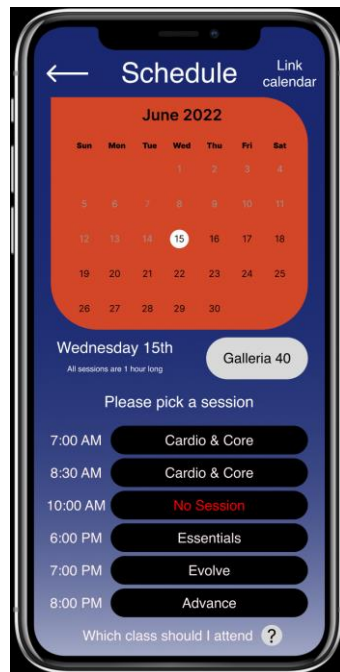 Schedule
Link
calendar
June 2022
Sun Mon Tue Wed Thu Fri Sat
1 2 3 4
5 6 7 8 9 10 11
12 13 14 15 16 17 18
19 20 21 22 23 24 25
26 27 28 29 30
Wednesday 15th
All sessions are 1 hour long
Galleria 40
Please pick a session
7:00 AM Cardio & Core
8:30 AM Cardio & Core
10:00 AM No Session
6:00 PM Essentials
7:00 PM Evolve
8:00 PM Advance
Which class should I attend ?